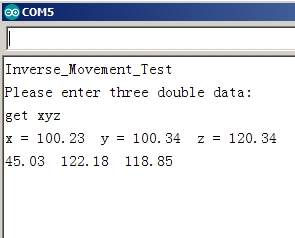 COM5
Inverse_Movement_Test
Please enter three double data:
get xyz
x = 100.23  y = 100.34  z = 120.34
45.03  122.18  118.85